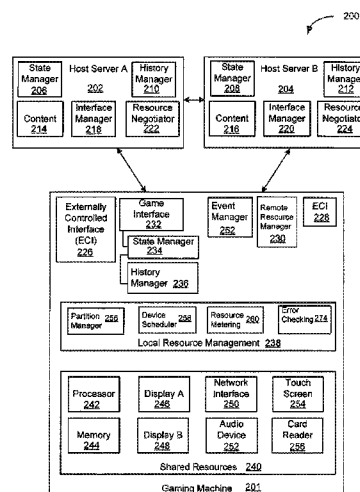 200
State Manager 206
Host Server A 202
History Manager 210
Content 214
Interface Manager 218
Resource Negotiator 222
State Manager 208
Host Server B 204
History Manage 212
Content 216
Interface Manager 220
Resource Negotiato 224
Externally Controlled Interface (ECI) 226
Game Interface 232
State Manager 234
History Manager 236
Event Manager 262
Remote Resource Manager 230
ECI 228
Partition Manager 256
Device Scheduler 258
Resource Metering 260
Error Checking 274
Local Resource Management 238
Processor 242
Display A 246
Network Interface 250
Touch Screen 254
Memory 244
Display B 248
Audio Device 252
Card Reader 256
Shared Resources 240
Gaming Machine 201